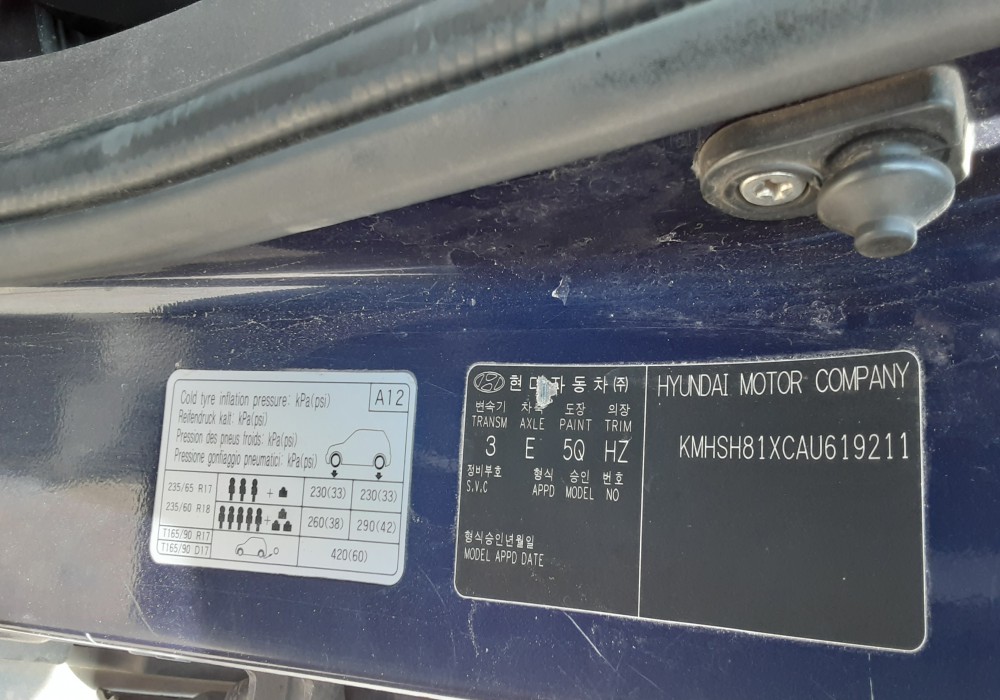 Cold tyre inflation pressure: kPa(psi) A12
Reifendruck kalt: kPa(psi)
Pression des pneus froids: kPa(psi)
Pressione gonfiaggio pneumatici: kPa(psi)
235/65 R17 + 230(33) 230(33)
235/60 R18 + 260(38) 290(42)
T165/90 R17
T165/90 D17 420(60)
현대자동차㈜
변속기 차축 도장 의장
TRANSM AXLE PAINT TRIM
3 E 5Q HZ
정비부호 형식 승인 번호
S.V.C APPD MODEL NO
형식승인년월일
MODEL APPD DATE
HYUNDAI MOTOR COMPANY
KMHSH81XCAU619211